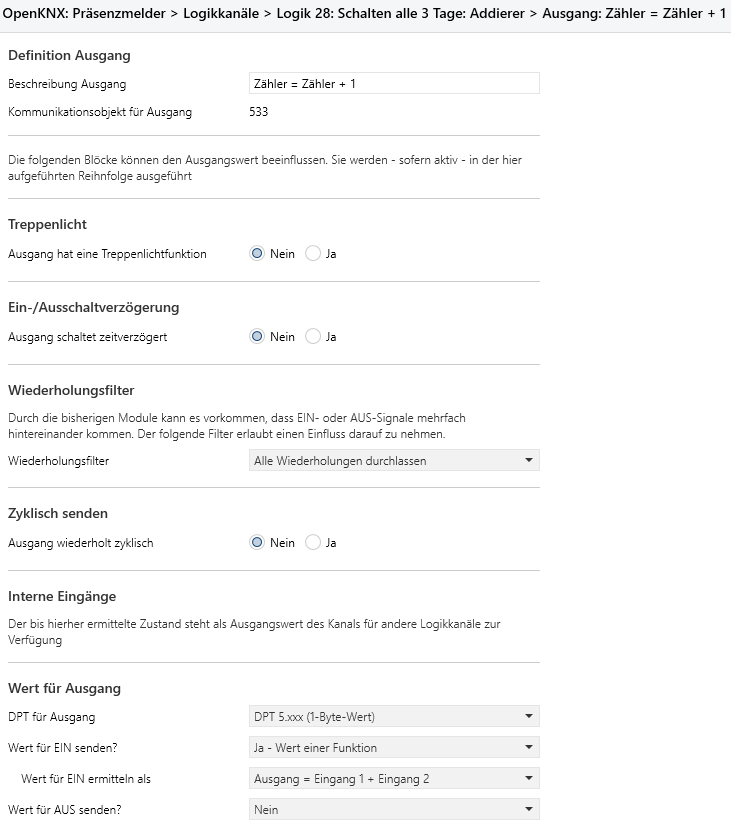 OpenKNX: Präsenzmelder > Logikkanäle > Logik 28: Schalten alle 3 Tage: Addierer > Ausgang: Zähler = Zähler + 1
Definition Ausgang
Beschreibung Ausgang Zähler = Zähler + 1
Kommunikationsobjekt für Ausgang 533
Die folgenden Blöcke können den Ausgangswert beeinflussen. Sie werden - sofern aktiv - in der hier
aufgeführten Reihnfolge ausgeführt
Treppenlicht
Ausgang hat eine Treppenlichtfunktion Nein Ja
Ein-/Ausschaltverzögerung
Ausgang schaltet zeitverzögert Nein Ja
Wiederholungsfilter
Durch die bisherigen Module kann es vorkommen, dass EIN- oder AUS-Signale mehrfach
hintereinander kommen. Der folgende Filter erlaubt einen Einfluss darauf zu nehmen.
Wiederholungsfilter Alle Wiederholungen durchlassen
Zyklisch senden
Ausgang wiederholt zyklisch Nein Ja
Interne Eingänge
Der bis hierher ermittelte Zustand steht als Ausgangswert des Kanals für andere Logikkanäle zur
Verfügung
Wert für Ausgang
DPT für Ausgang DPT 5.xxx (1-Byte-Wert)
Wert für EIN senden? Ja - Wert einer Funktion
Wert für EIN ermitteln als Ausgang = Eingang 1 + Eingang 2
Wert für AUS senden? Nein